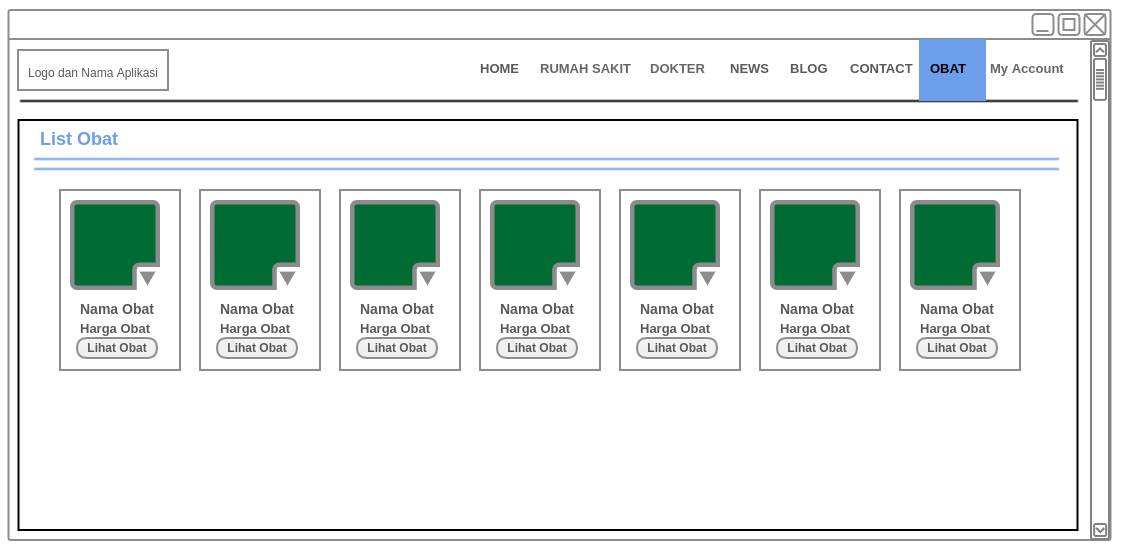 Logo dan Nama Aplikasi
HOME RUMAH SAKIT DOKTER NEWS BLOG CONTACT OBAT My Account
List Obat
Nama Obat Nama Obat Nama Obat Nama Obat Nama Obat Nama Obat Nama Obat
Harga Obat Harga Obat Harga Obat Harga Obat Harga Obat Harga Obat Harga Obat
Lihat Obat Lihat Obat Lihat Obat Lihat Obat Lihat Obat Lihat Obat Lihat Obat